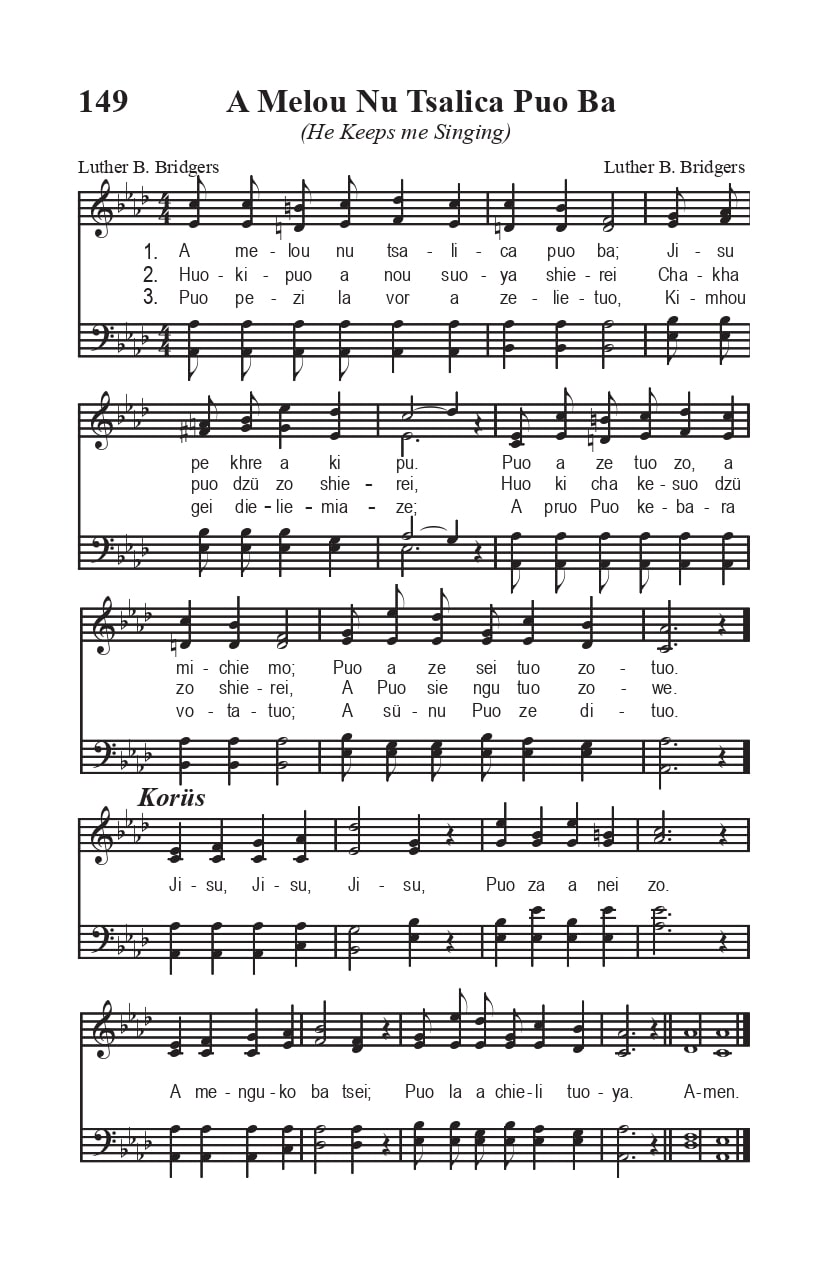 149 A Melou Nu Tsalica Puo Ba
(He Keeps me Singing)
Luther B. Bridgers Luther B. Bridgers
1. A me - lou nu tsa - li - ca puo ba; Ji - su
2. Huo - ki - puo a nou suo - ya shie - rei Cha - kha
3. Puo pe - zi la vor a ze - lie - tuo, Ki - mhou
pe khre a ki pu. Puo a ze tuo zo, a
puo dzü zo shie - rei, Huo ki cha ke - suo dzü
gei die - lie - mia - ze; A pruo Puo ke - ba - ra
mi - chie mo; Puo a ze sei tuo zo - tuo.
zo shie - rei, A Puo sie ngu tuo zo - we.
vo - ta - tuo; A sü - nu Puo ze di - tuo.
Korüs
Ji - su, Ji - su, Ji - su, Puo za a nei zo.
A me - ngu - ko ba tsei; Puo la a chie - li tuo - ya. A-men.